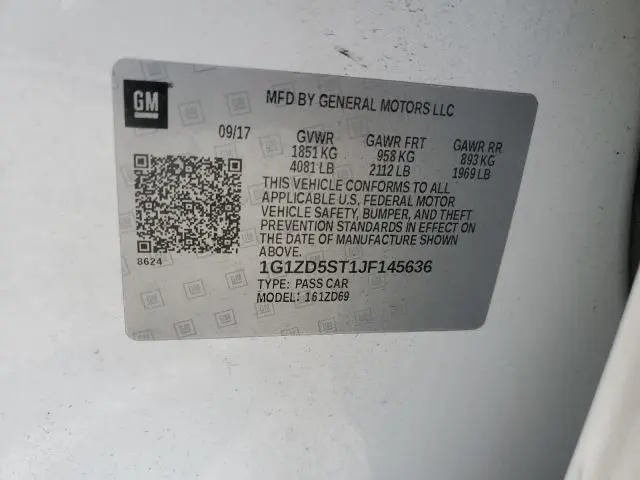 GM
MFD BY GENERAL MOTORS LLC
09/17 GVWR GAWR FRT GAWR RR
1851 KG 958 KG 893 KG
4081 LB 2112 LB 1969 LB
THIS VEHICLE CONFORMS TO ALL
APPLICABLE U.S. FEDERAL MOTOR
VEHICLE SAFETY, BUMPER, AND THEFT
PREVENTION STANDARDS IN EFFECT ON
THE DATE OF MANUFACTURE SHOWN
ABOVE.
8624
1G1ZD5ST1JF145636
TYPE: PASS CAR
MODEL: 161ZD69